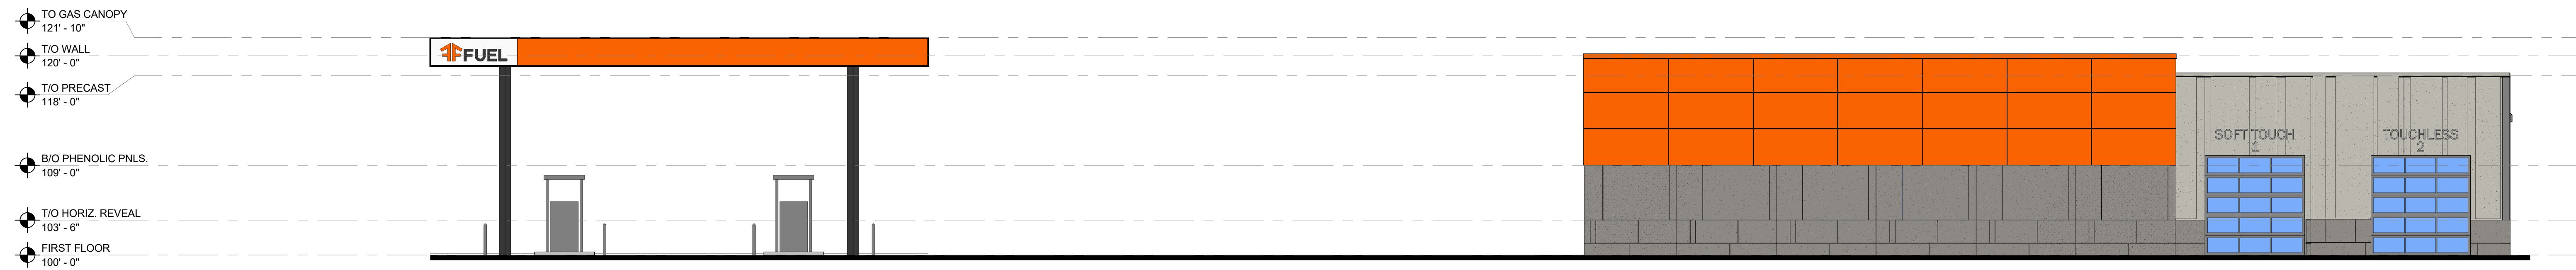 TO GAS CANOPY
121' - 10"
T/O WALL
120' - 0"
T/O PRECAST
118' - 0"
B/O PHENOLIC PNLS.
109' - 0"
T/O HORIZ. REVEAL
103' - 6"
FIRST FLOOR
100' - 0"
FUEL
SOFT TOUCH
1
TOUCHLESS
2